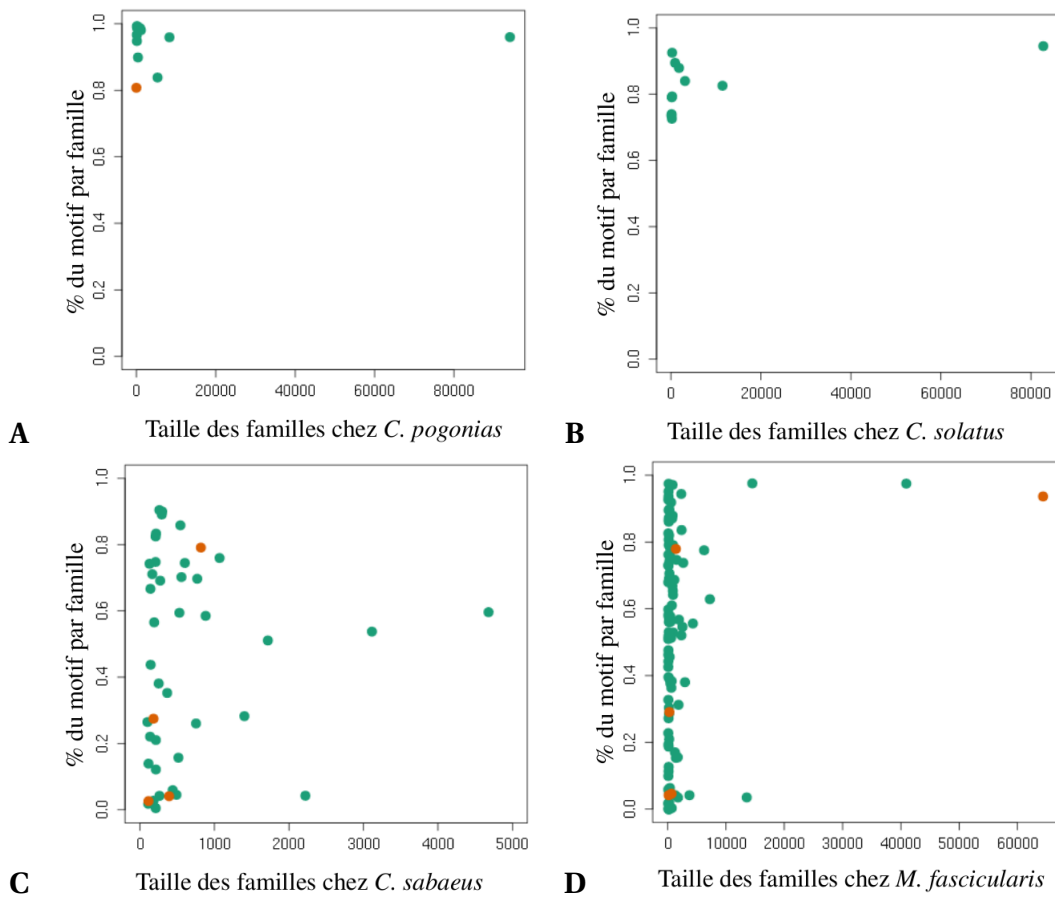 % du motif par famille
1.0
0.8
0.6
0.4
0.2
0.0
0 20000 40000 60000 80000
A Taille des familles chez C. pogonias
% du motif par famille
1.0
0.8
0.6
0.4
0.2
0.0
0 20000 40000 60000 80000
B Taille des familles chez C. solatus
% du motif par famille
1.0
0.8
0.6
0.4
0.2
0.0
0 1000 2000 3000 4000 5000
C Taille des familles chez C. sabaeus
% du motif par famille
1.0
0.8
0.6
0.4
0.2
0.0
0 10000 20000 30000 40000 50000 60000
D Taille des familles chez M. fascicularis